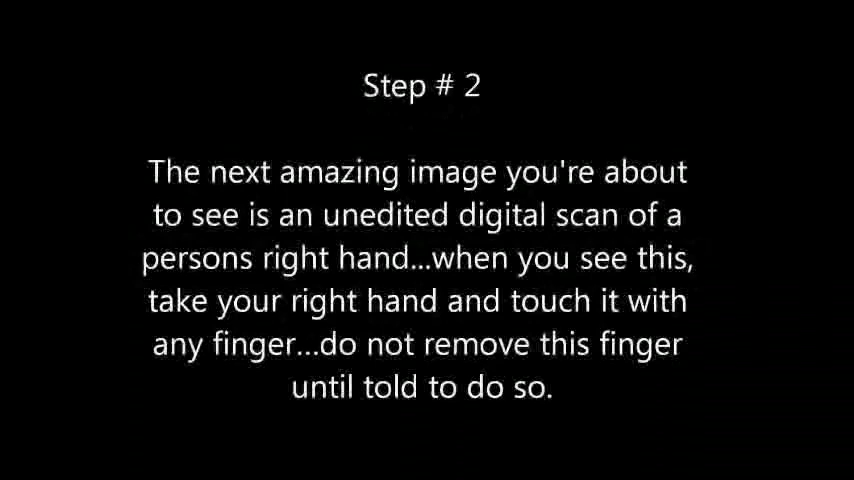 Step # 2
The next amazing image you're about
to see is an unedited digital scan of a
persons right hand...when you see this,
take your right hand and touch it with
any finger...do not remove this finger
until told to do so.